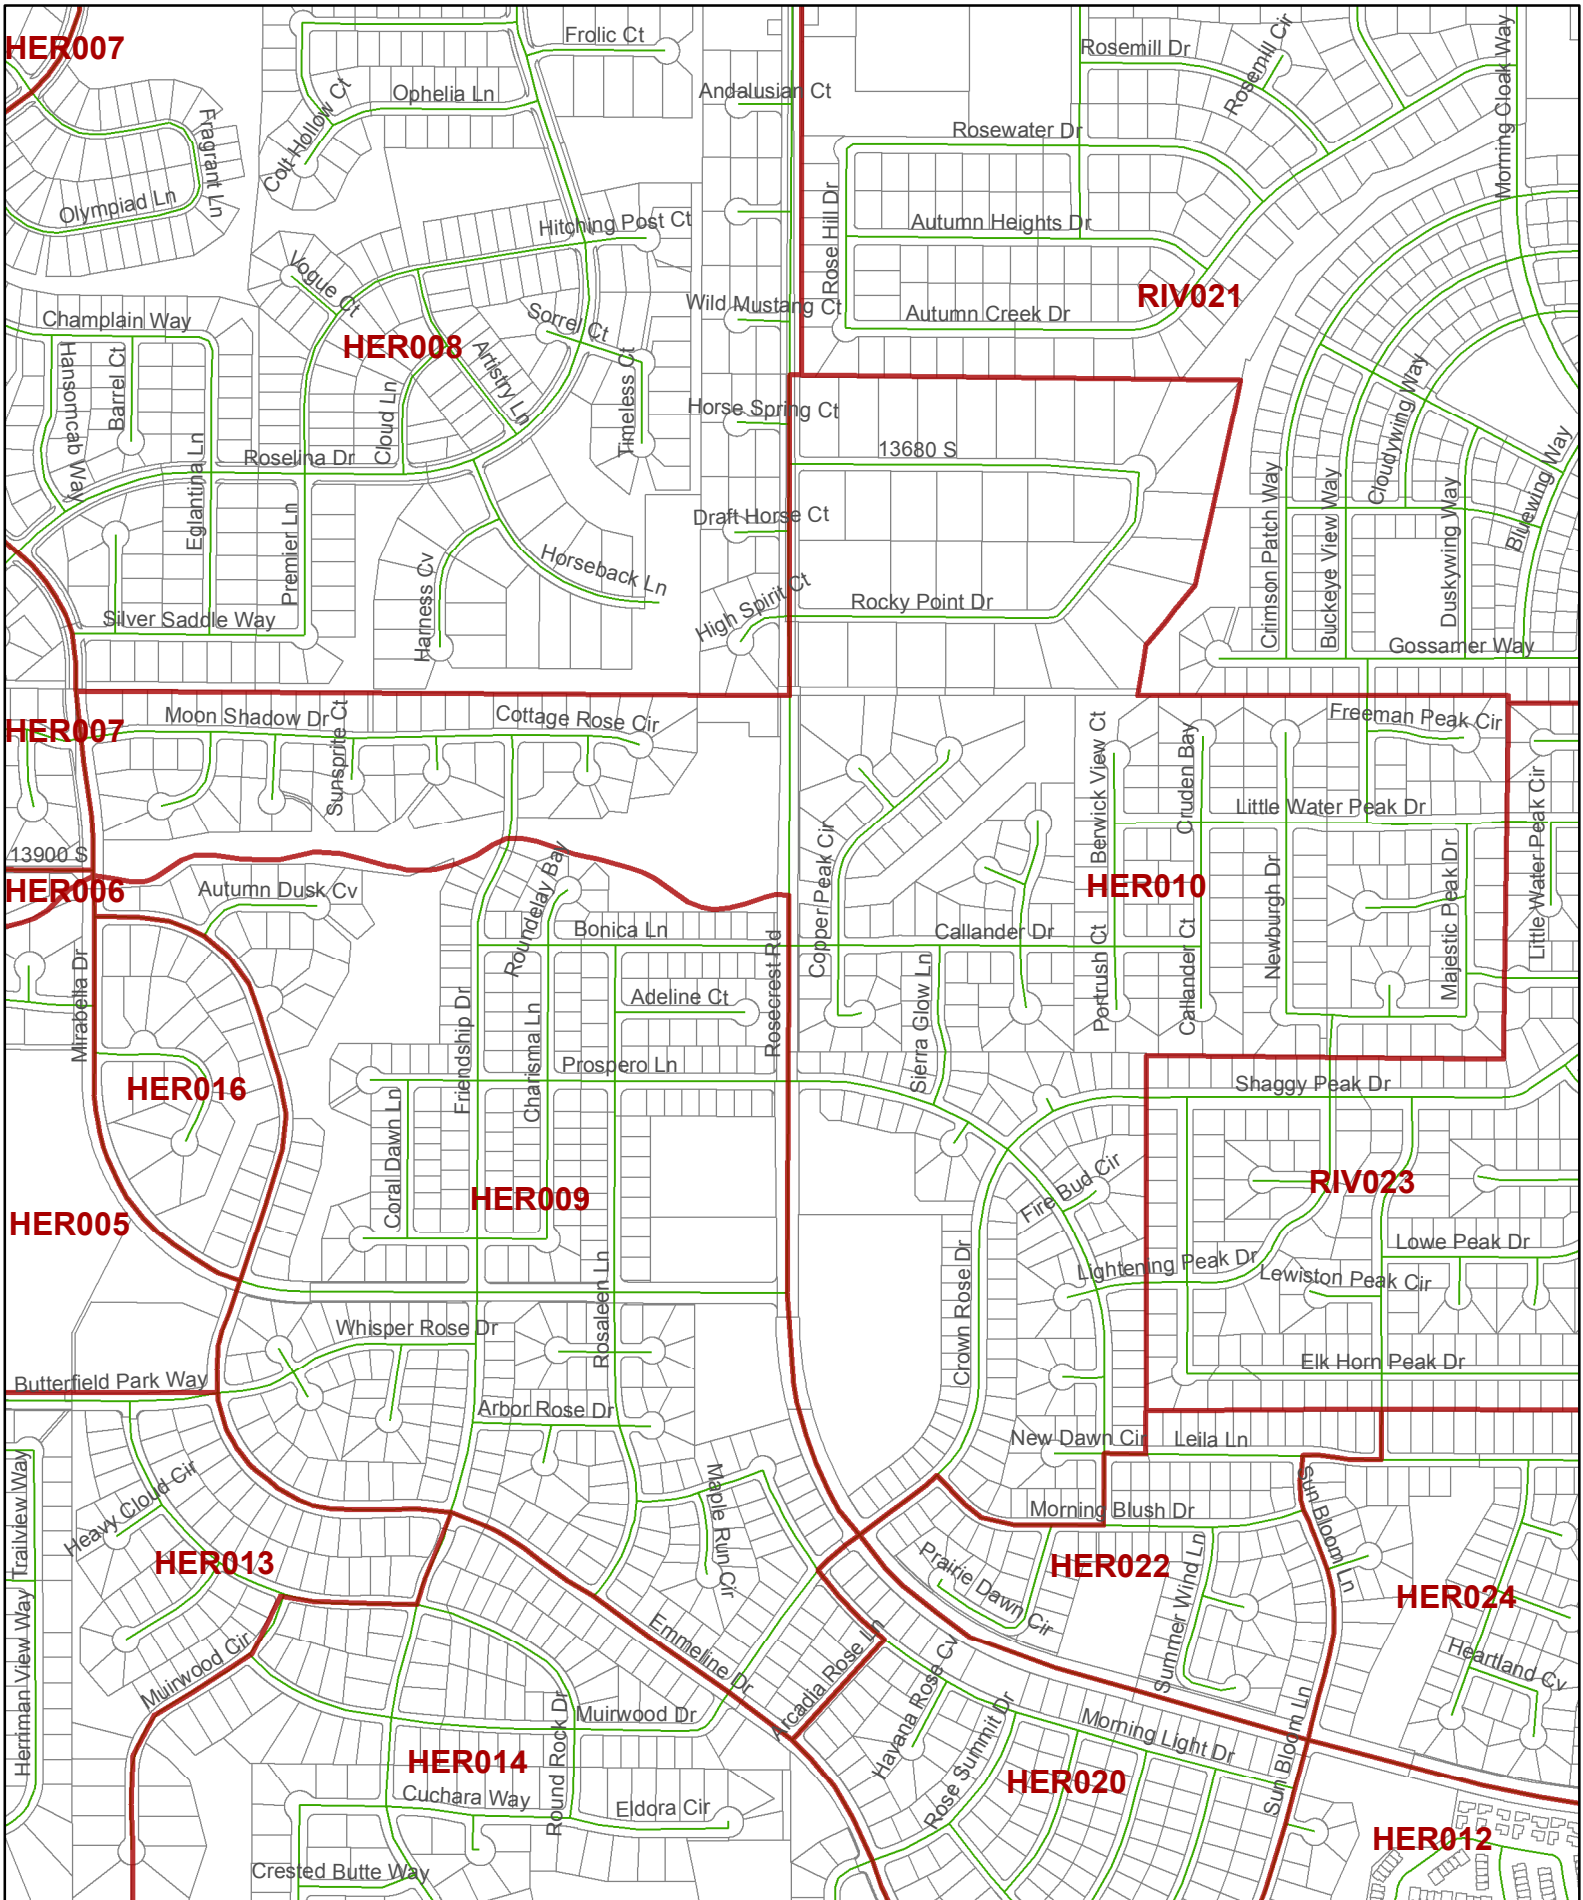 HER007
Frolic Ct
Rosemill Dr
Rosemill Cir
Morning Cloak Way
Ophelia Ln
Andalusian Ct
Colt Hollow Ct
Fragrant Ln
Rosewater Dr
Olympiad Ln
Hitching Post Ct
Autumn Heights Dr
Rose Hill Dr
Vogue Ct
RIV021
Wild Mustang Ct
Autumn Creek Dr
Champlain Way
Sorrel Ct
HER008
Hansomcab Way
Barrel Ct
Artistry Ln
Timeless Ct
Cloud Ln
Cloudywing Way
Horse Spring Ct
13680 S
Roselina Dr
Eglantina Ln
Bluewing Way
Crimson Patch Way
Buckeye View Way
Duskywing Way
Draft Horse Ct
Premier Ln
Horseback Ln
Harness Cv
High Spirit Ct
Rocky Point Dr
Silver Saddle Way
Gossamer Way
HER007
Moon Shadow Dr
Sunsprite Ct
Cottage Rose Cir
Freeman Peak Cir
Berwick View Ct
Cruden Bay
Little Water Peak Dr
Little Water Peak Cir
13900 S
Roundelay Bay
Copper Peak Cir
HER006
Autumn Dusk Cv
HER010
Newburgh Dr
Majestic Peak Dr
Bonica Ln
Callander Dr
Rosecrest Rd
Portrush Ct
Callander Ct
Mirabella Dr
Adeline Ct
Sierra Glow Ln
Friendship Dr
Charisma Ln
Prospero Ln
Shaggy Peak Dr
HER016
Coral Dawn Ln
Fire Bud Cir
RIV023
HER005
HER009
Lowe Peak Dr
Crown Rose Dr
Lightening Peak Dr
Lewiston Peak Cir
Rosaleen Ln
Whisper Rose Dr
Elk Horn Peak Dr
Butterfield Park Way
Arbor Rose Dr
New Dawn Cir
Leila Ln
Trailview Way
Heavy Cloud Cir
Maple Run Cir
Morning Blush Dr
Sun Bloom Ln
HER013
Prairie Dawn Cir
HER022
Summer Wind Ln
HER024
Herriman View Way
Muirwood Cir
Emmeline Dr
Arcadia Rose Ln
Havana Rose Cv
Heartland Cv
Round Rock Dr
Muirwood Dr
Rose Summit Dr
Morning Light Dr
Sun Bloom Ln
HER014
HER020
Cuchara Way
Eldora Cir
HER012
Crested Butte Way